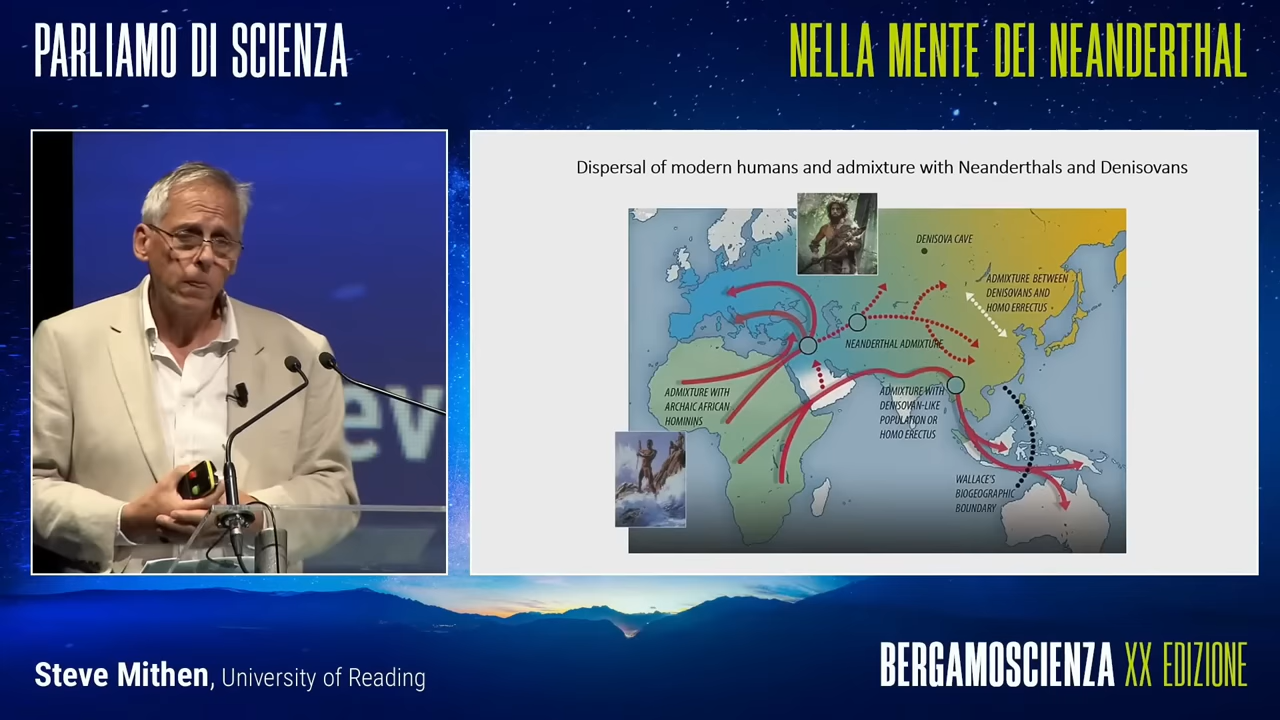 PARLIAMO DI SCIENZA
NELLA MENTE DEI NEANDERTHAL
ev
Dispersal of modern humans and admixture with Neanderthals and Denisovans
DENISOVA CAVE
ADMIXTURE BETWEEN
DENISOVANS AND
HOMO ERRECTUS
NEANDERTHAL ADMIXTURE
ADMIXTURE WITH
ARCHAIC AFRICAN
HOMININS
ADMIXTURE WITH
DENISOVAN-LIKE
POPULATION OR
HOMO ERECTUS
WALLACE'S
BIOGEOGRAPHIC
BOUNDARY
Steve Mithen, University of Reading
BERGAMOSCIENZA XX EDIZIONE